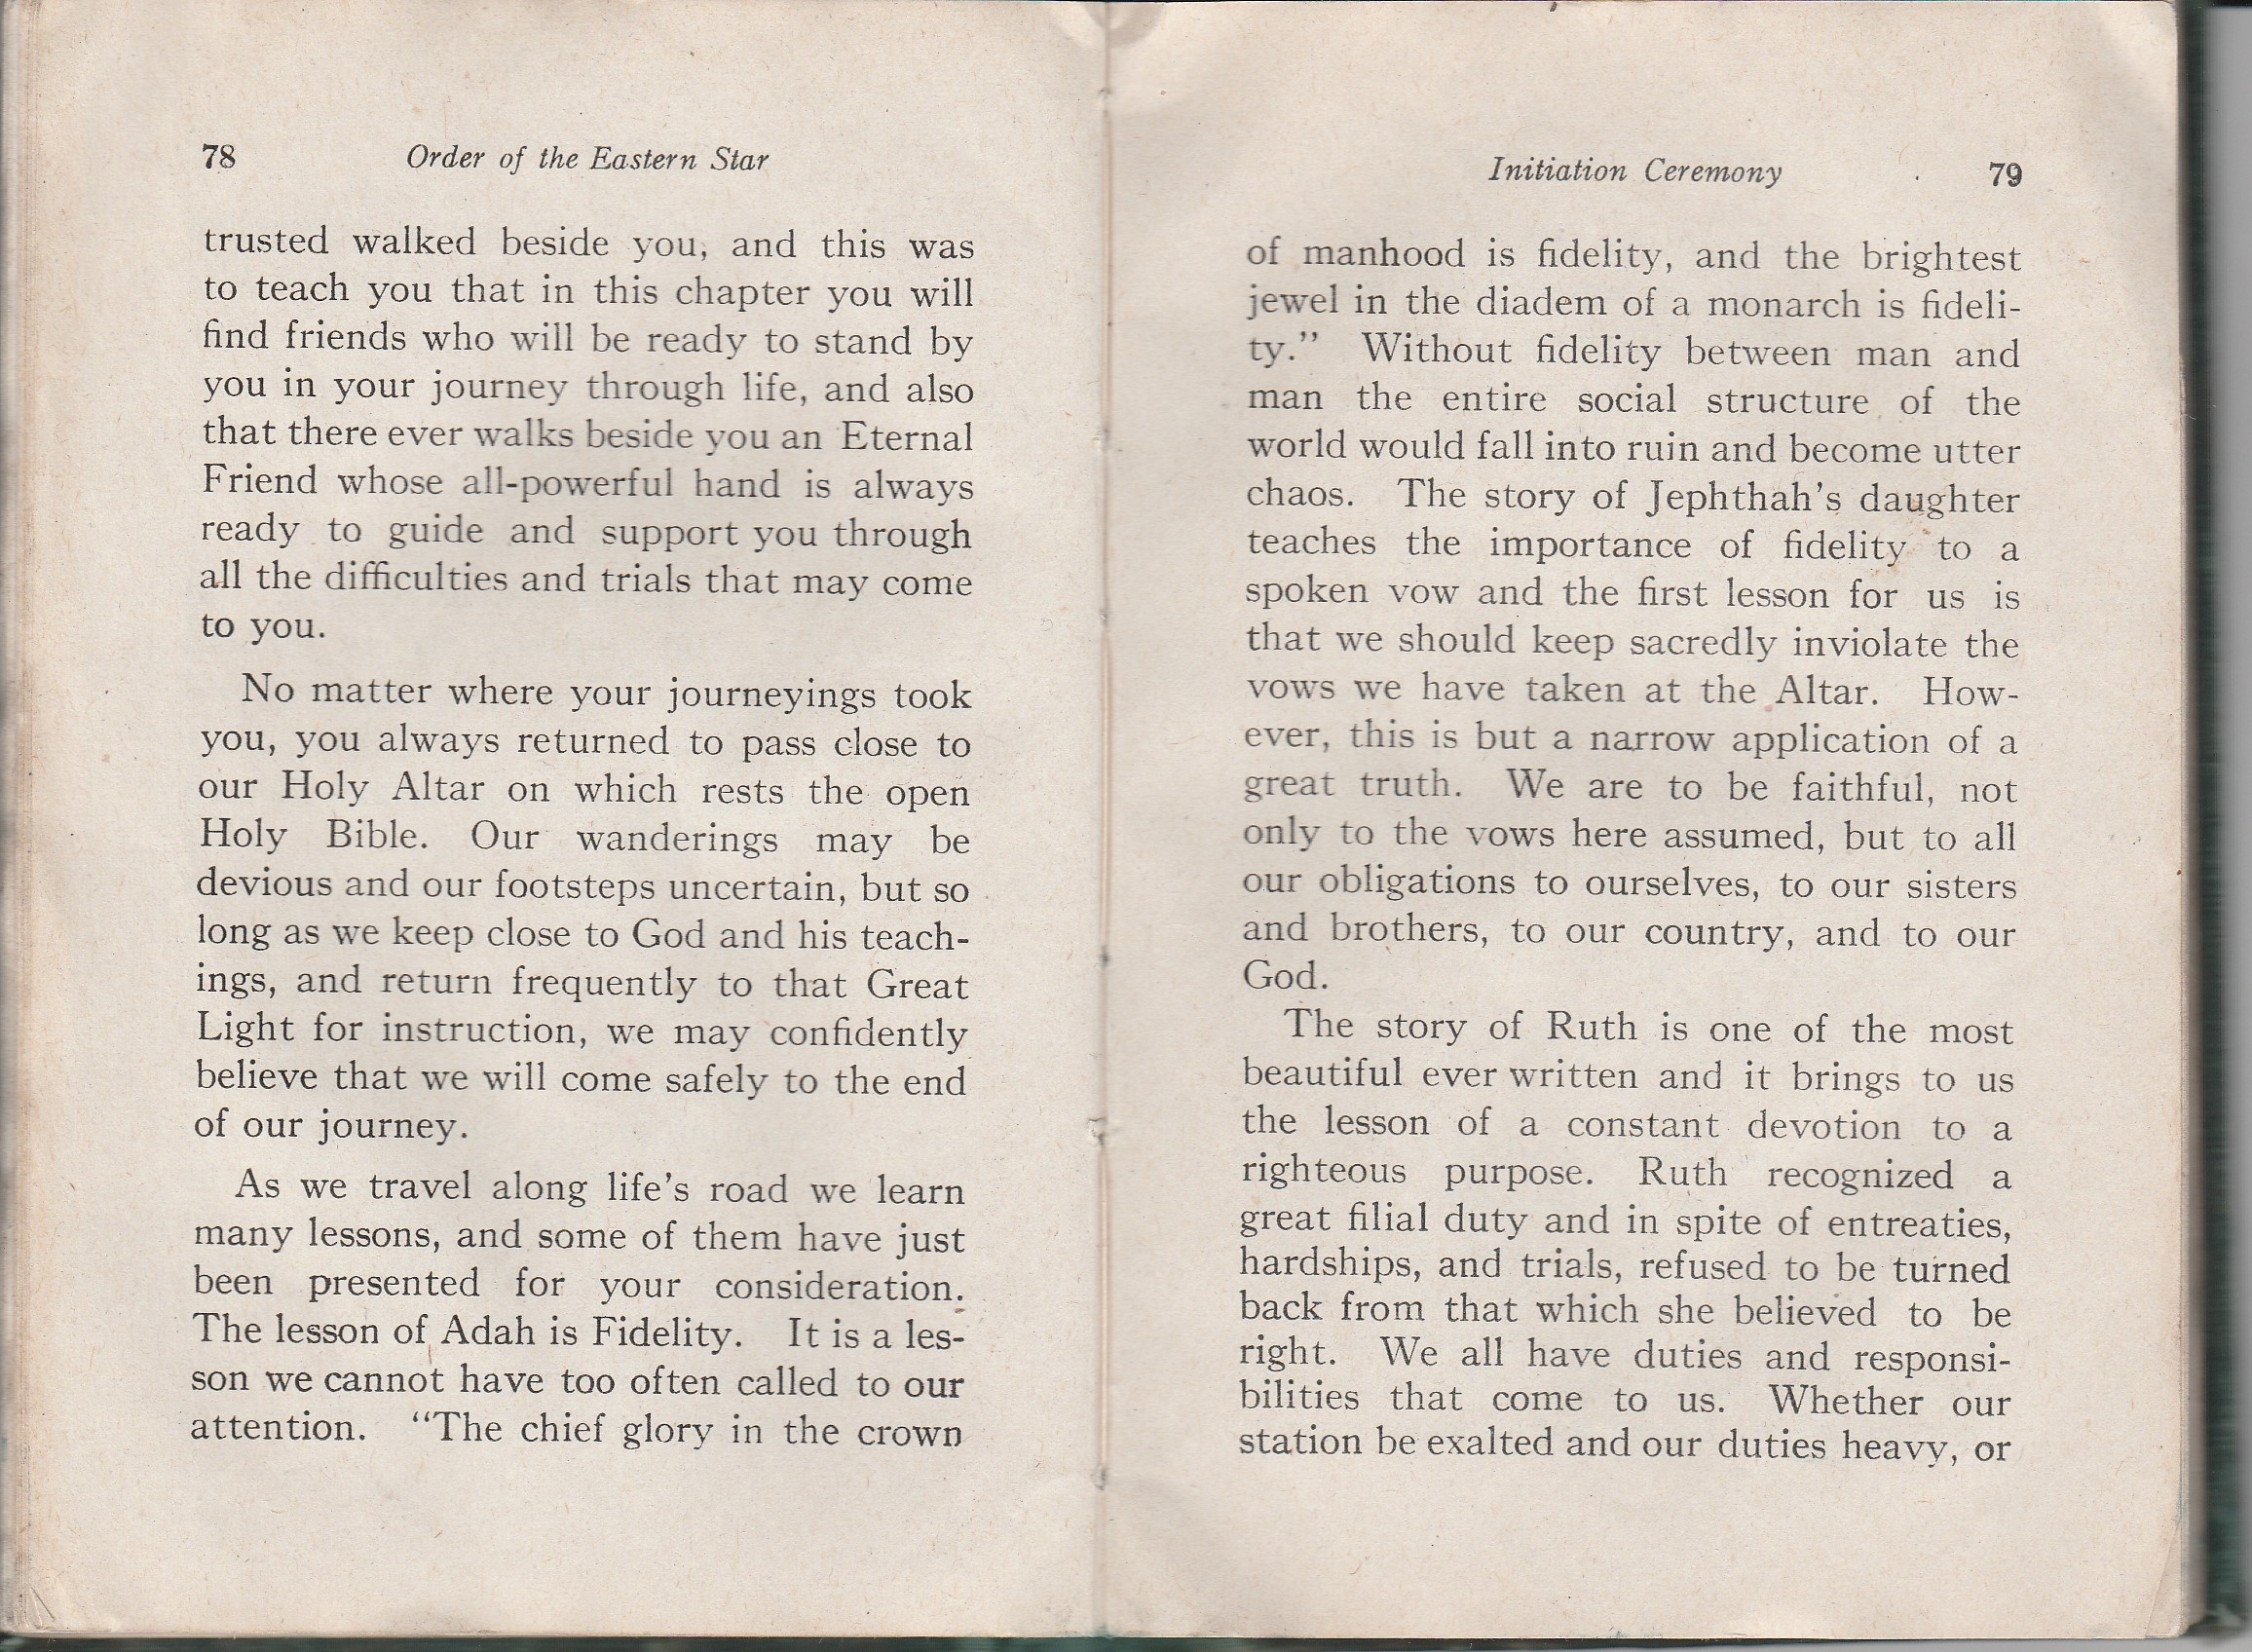 78 Order of the Eastern Star
trusted walked beside you, and this was
to teach you that in this chapter you will
find friends who will be ready to stand by
you in your journey through life, and also
that there ever walks beside you an Eternal
Friend whose all-powerful hand is always
ready to guide and support you through
all the difficulties and trials that may come
to you.
No matter where your journeyings took
you, you always returned to pass close to
our Holy Altar on which rests the open
Holy Bible. Our wanderings may be
devious and our footsteps uncertain, but so
long as we keep close to God and his teach-
ings, and return frequently to that Great
Light for instruction, we may confidently
believe that we will come safely to the end
of our journey.
As we travel along life's road we learn
many lessons, and some of them have just
been presented for your consideration.
The lesson of Adah is Fidelity. It is a les-
son we cannot have too often called to our
attention. "The chief glory in the crown
Initiation Ceremony 79
of manhood is fidelity, and the brightest
jewel in the diadem of a monarch is fideli-
ty." Without fidelity between man and
man the entire social structure of the
world would fall into ruin and become utter
chaos. The story of Jephthah's daughter
teaches the importance of fidelity to a
spoken vow and the first lesson for us is
that we should keep sacredly inviolate the
vows we have taken at the Altar. How-
ever, this is but a narrow application of a
great truth. We are to be faithful, not
only to the vows here assumed, but to all
our obligations to ourselves, to our sisters
and brothers, to our country, and to our
God.
The story of Ruth is one of the most
beautiful ever written and it brings to us
the lesson of a constant devotion to a
righteous purpose. Ruth recognized a
great filial duty and in spite of entreaties,
hardships, and trials, refused to be turned
back from that which she believed to be
right. We all have duties and responsi-
bilities that come to us. Whether our
station be exalted and our duties heavy, or